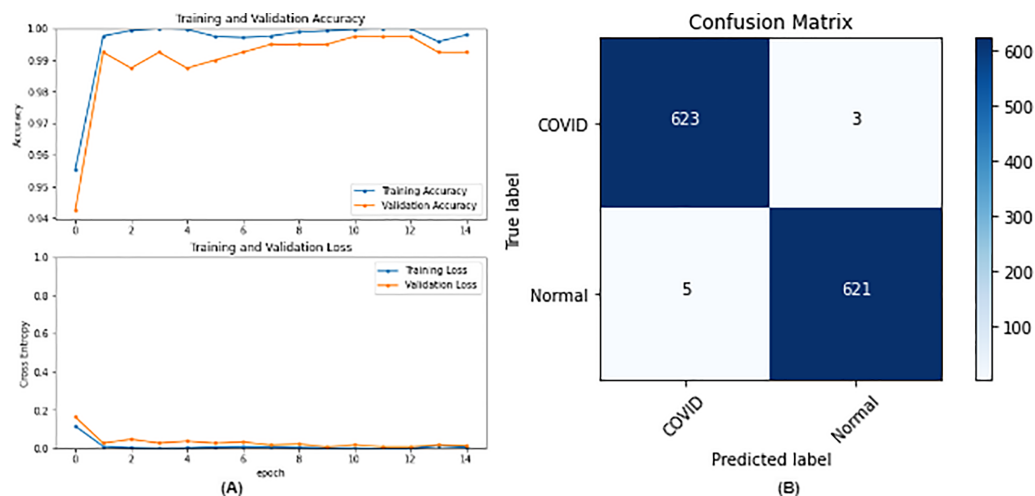 Training and Validation Accuracy
1.00
0.99
0.98
0.97
0.96
0.95
0.94
Accuracy
0 2 4 6 8 10 12 14
Training Accuracy
Validation Accuracy
Training and Validation Loss
1.0
0.8
0.6
0.4
0.2
0.0
Cross Entropy
0 2 4 6 8 10 12 14
epoch
Training Loss
Validation Loss
(A)
Confusion Matrix
True label
COVID
Normal
623 3
5 621
COVID Normal
Predicted label
600
500
400
300
200
100
(B)